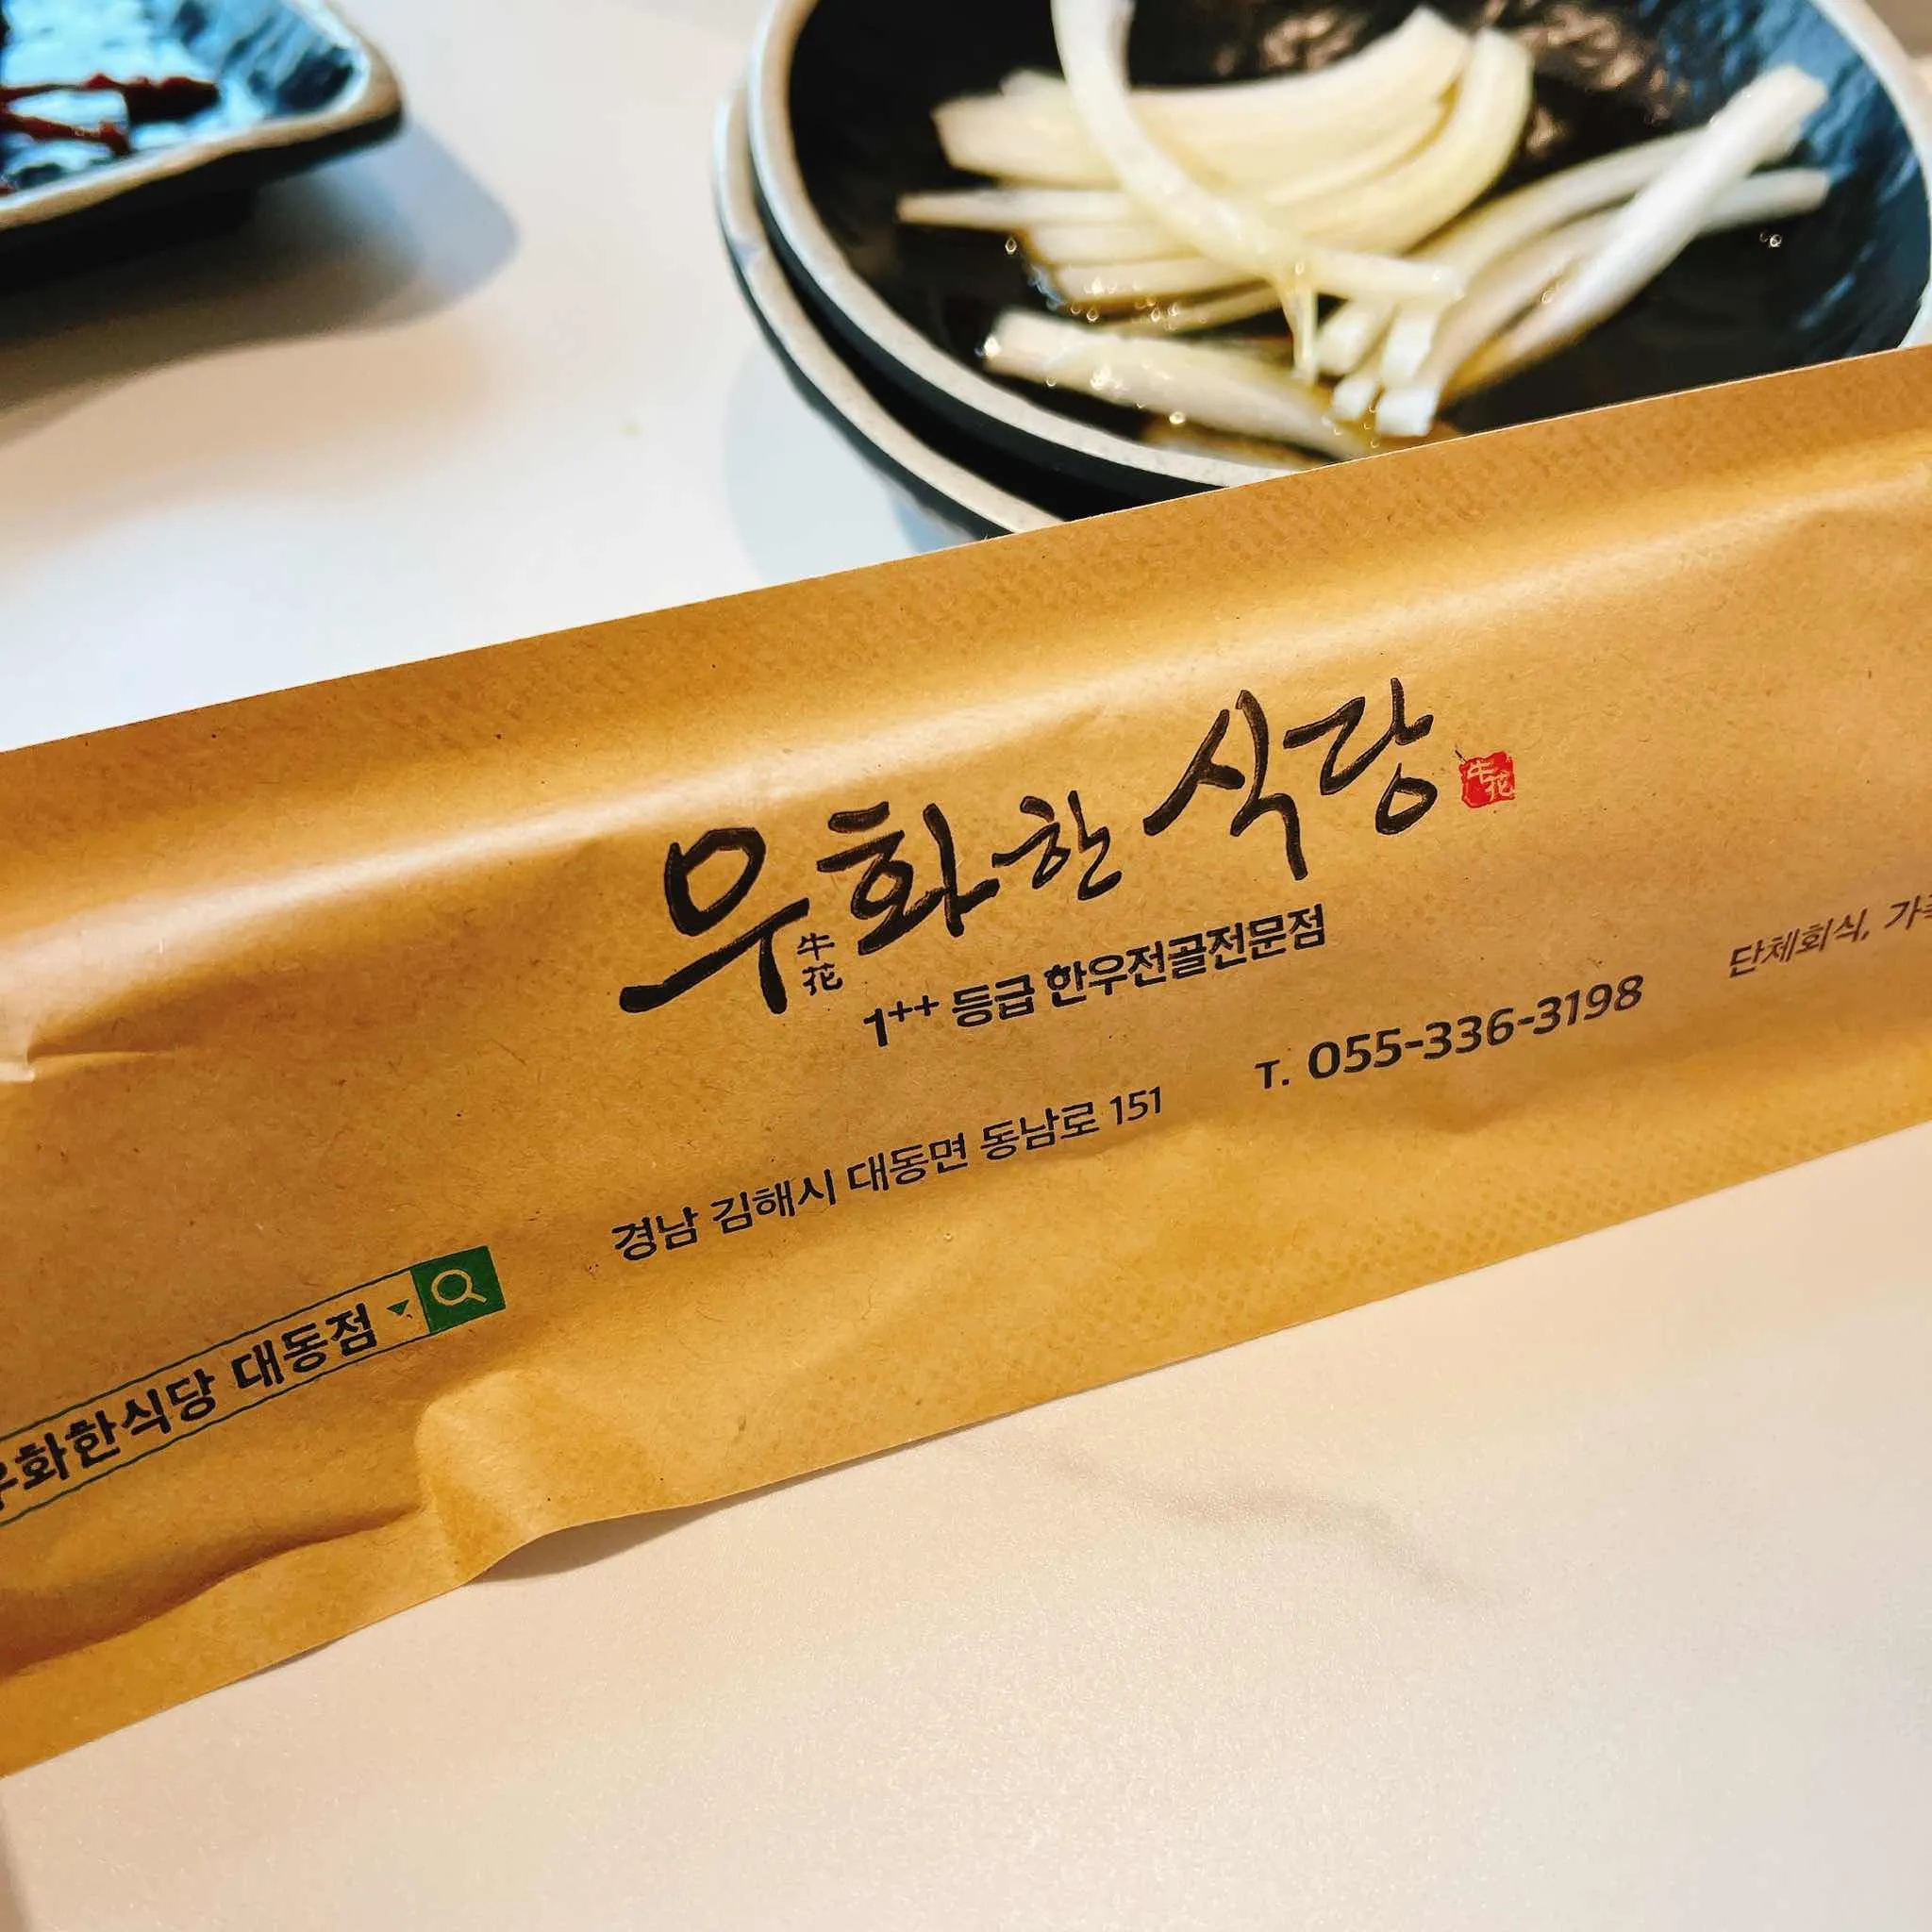 우화한 식당
牛花
牛花
1++ 등급 한우전골전문점
경남 김해시 대동면 동남로 151
T. 055-336-3198
단체회식,
우화한식당 대동점